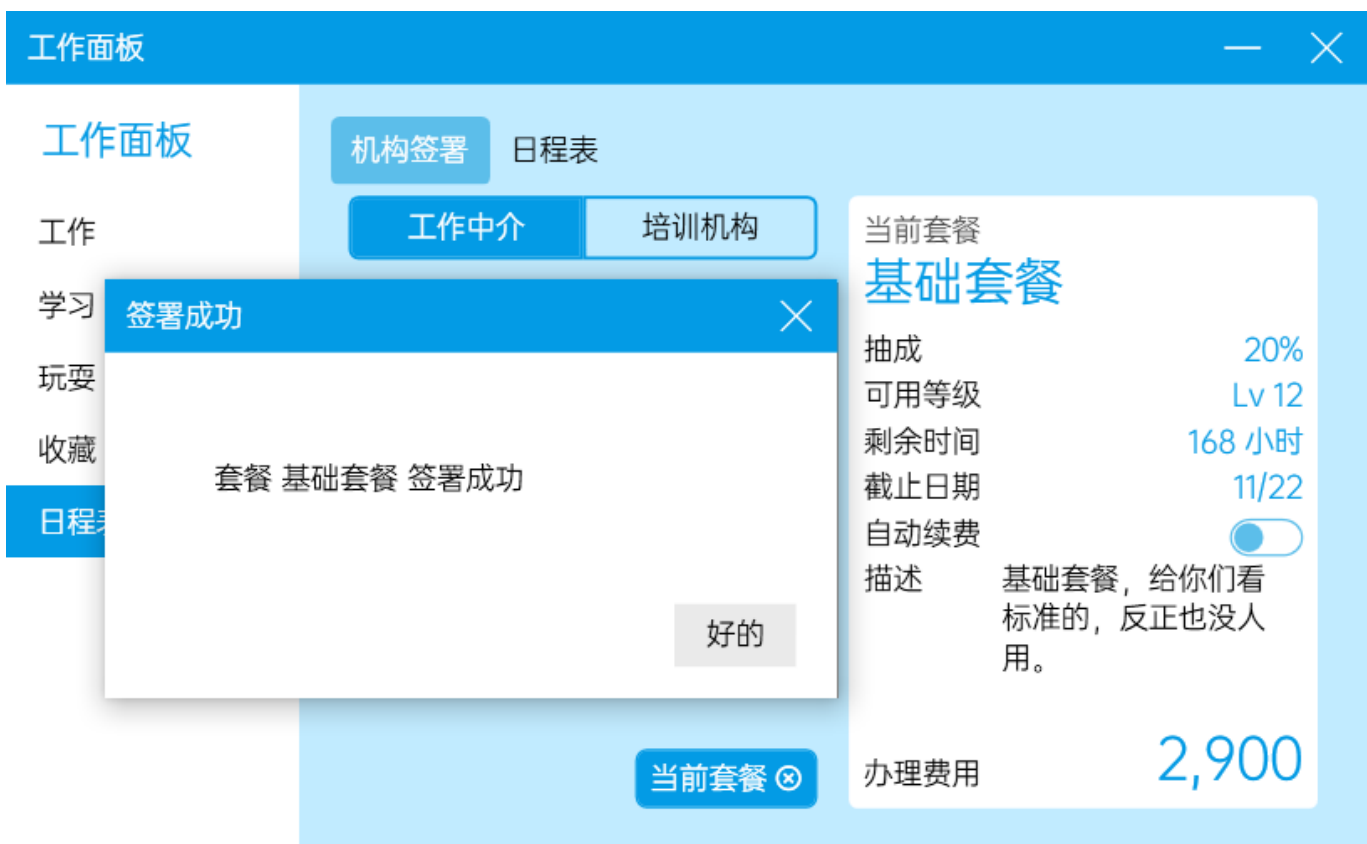 工作面板
工作面板
工作
学习
玩耍
收藏
日程
机构签署 日程表
工作中介 培训机构
签署成功
套餐 基础套餐 签署成功
好的
当前套餐
当前套餐
基础套餐
抽成 20%
可用等级 Lv 12
剩余时间 168 小时
截止日期 11/22
自动续费
描述 基础套餐，给你们看
标准的，反正也没人
用。
办理费用 2,900